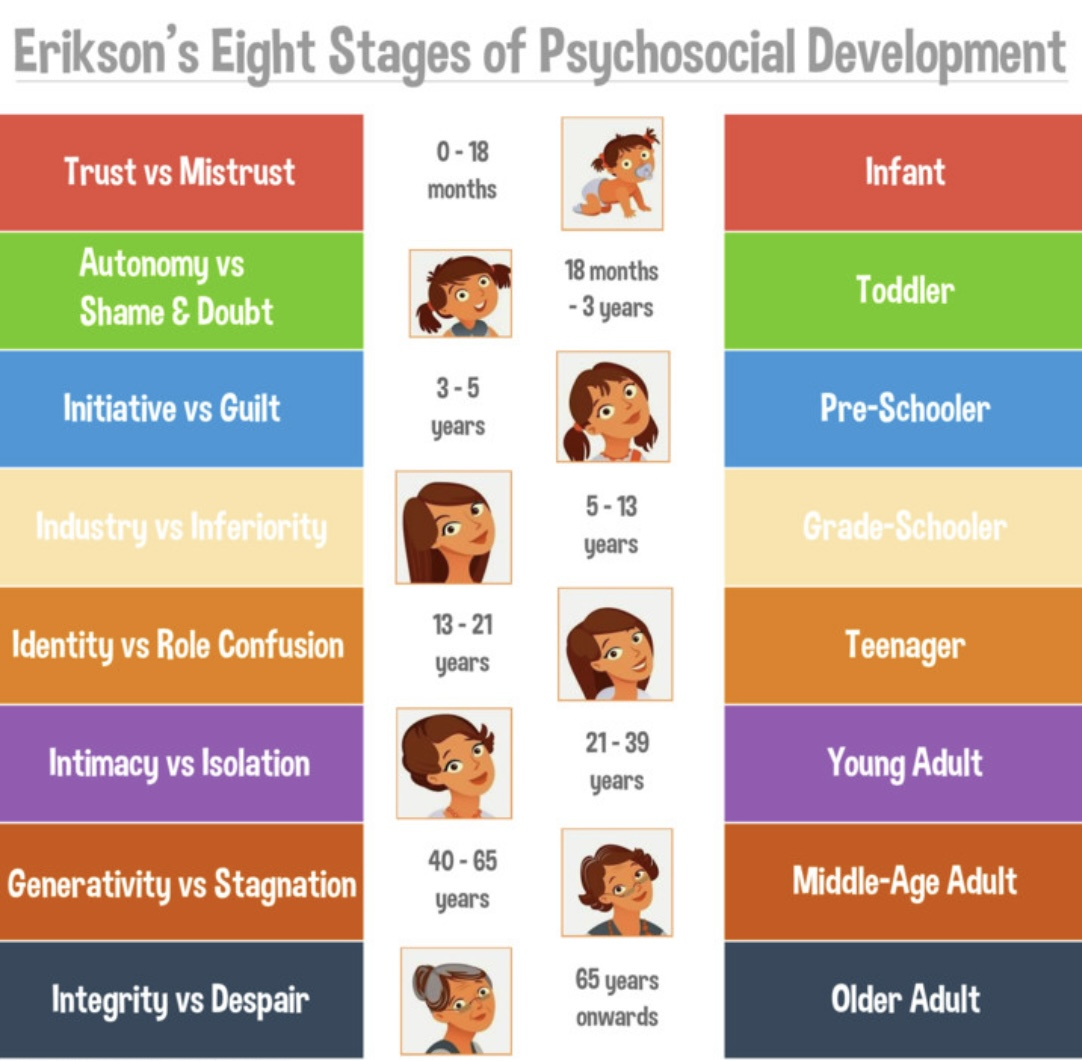 Erikson's Eight Stages of Psychosocial Development
Trust vs Mistrust
0 - 18
months
Infant
Autonomy vs
Shame & Doubt
18 months
- 3 years
Toddler
Initiative vs Guilt
3 - 5
years
Pre-Schooler
Industry vs Inferiority
5 - 13
years
Grade-Schooler
Identity vs Role Confusion
13 - 21
years
Teenager
Intimacy vs Isolation
21 - 39
years
Young Adult
Generativity vs Stagnation
40 - 65
years
Middle-Age Adult
Integrity vs Despair
65 years
onwards
Older Adult